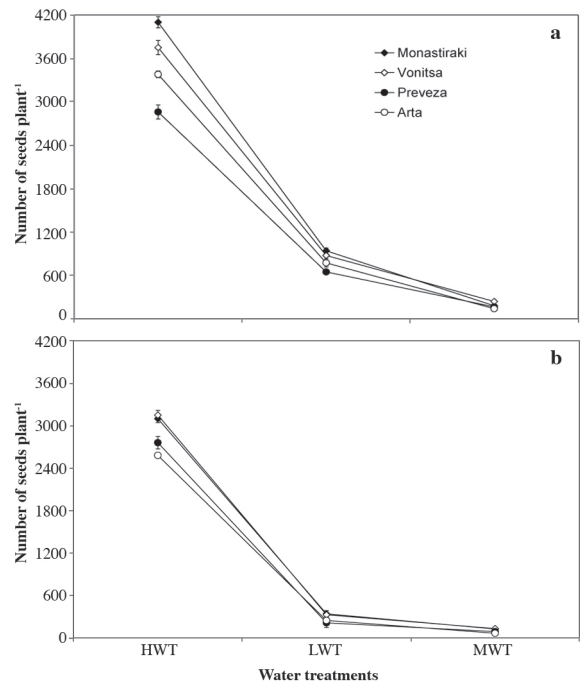 4200
3600
3000
2400
1800
1200
600
0
Number of seeds plant-1
a
Monastiraki
Vonitsa
Preveza
Arta
4200
3600
3000
2400
1800
1200
600
0
Number of seeds plant-1
b
HWT LWT MWT
Water treatments